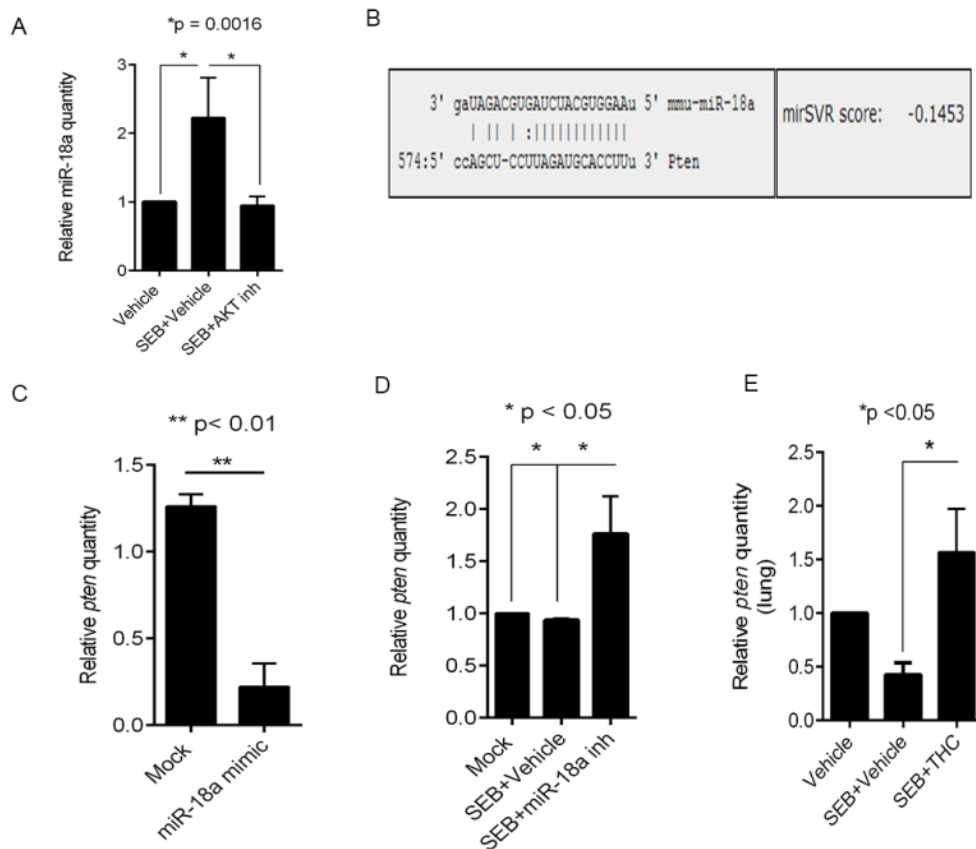 A
*p = 0.0016
* *
Relative miR-18a quantity
3
2
1
0
Vehicle
SEB+Vehicle
SEB+AKT inh
B
3' gaUAGACGUGAUCUACGUGGAAu 5' mmu-miR-18a
| || | :||||||||||||
574:5' ccAGCU-CCUUAGAUGCACCUUu 3' Pten
mirSVR score: -0.1453
C
** p< 0.01
**
Relative pten quantity
1.5
1.0
0.5
0.0
Mock
miR-18a mimic
D
* p < 0.05
* *
Relative pten quantity
2.5
2.0
1.5
1.0
0.5
0.0
Mock
SEB+Vehicle
SEB+miR-18a inh
E
*p <0.05
*
Relative pten quantity
(lung)
2.5
2.0
1.5
1.0
0.5
0.0
Vehicle
SEB+Vehicle
SEB+THC